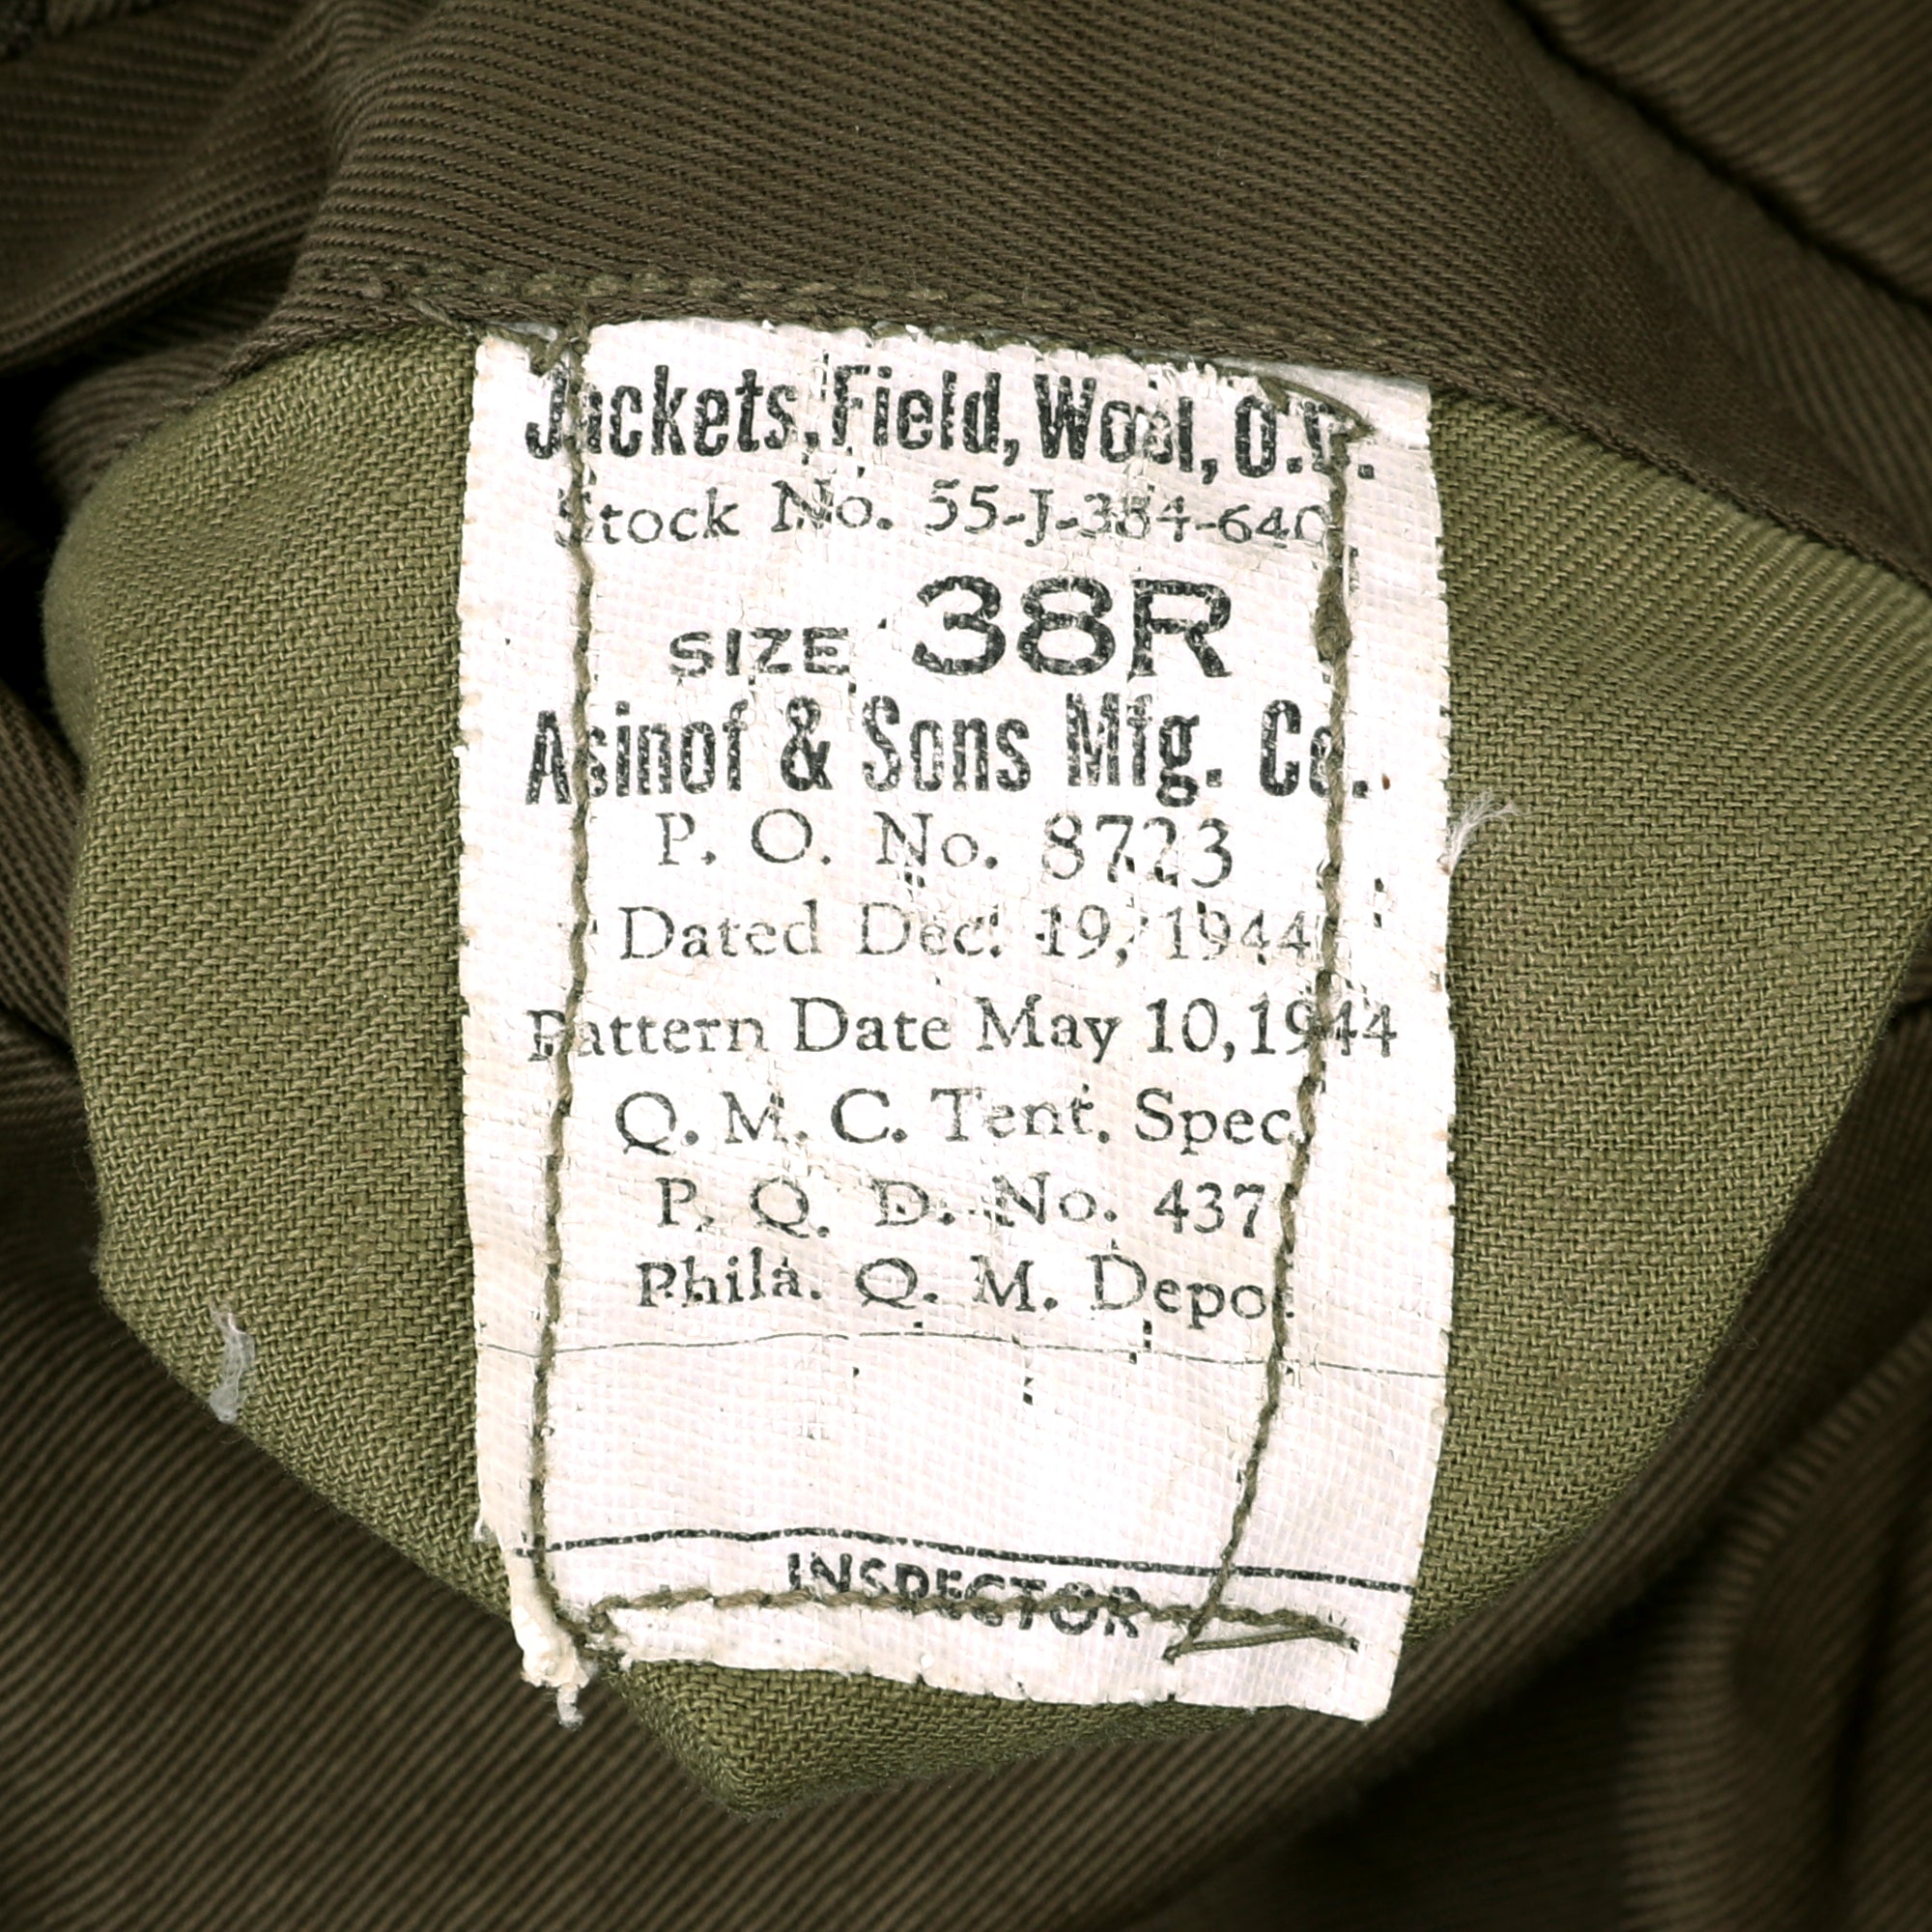 Jackets, Field, Wool, O.D.
Stock No. 55-J-384-640
SIZE 38R
Asinof & Sons Mfg. Co.
P. O. No. 8723
Dated Dec. 19, 1944
Pattern Date May 10, 1944
Q. M. C. Tent. Spec.
P. Q. D. No. 437
Phila. Q. M. Depot
INSPECTOR